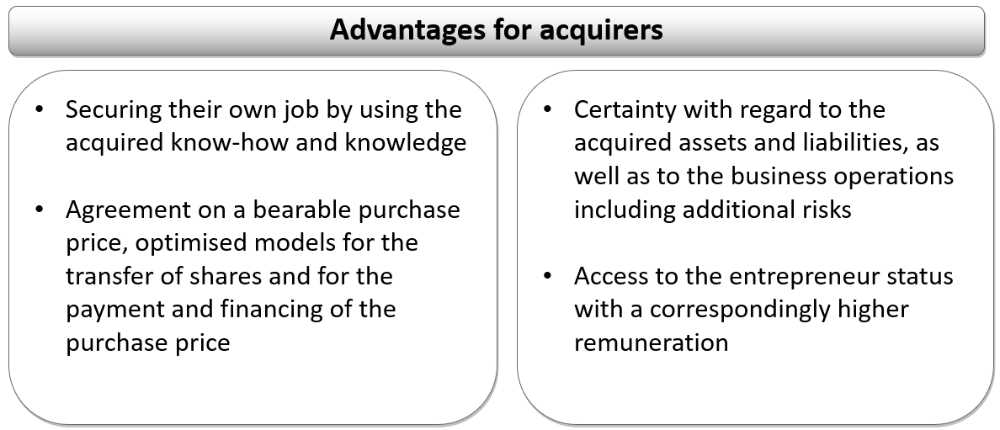 Advantages for acquirers
• Securing their own job by using the
acquired know-how and knowledge
• Agreement on a bearable purchase
price, optimised models for the
transfer of shares and for the
payment and financing of the
purchase price
• Certainty with regard to the
acquired assets and liabilities, as
well as to the business operations
including additional risks
• Access to the entrepreneur status
with a correspondingly higher
remuneration